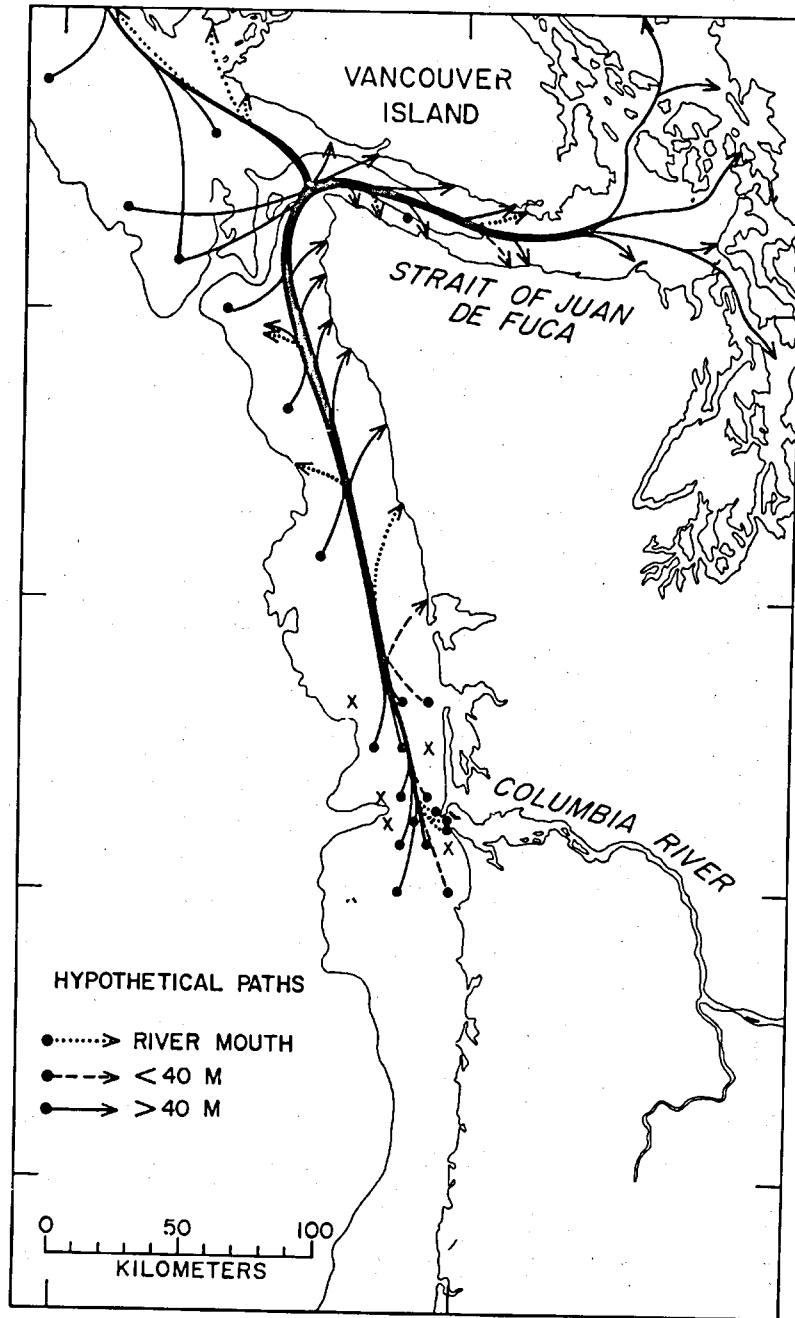 VANCOUVER
ISLAND
STRAIT OF JUAN
DE FUCA
X
X
X
X
X
COLUMBIA RIVER
HYPOTHETICAL PATHS
RIVER MOUTH
<40 M
>40 M
0 50 100
KILOMETERS